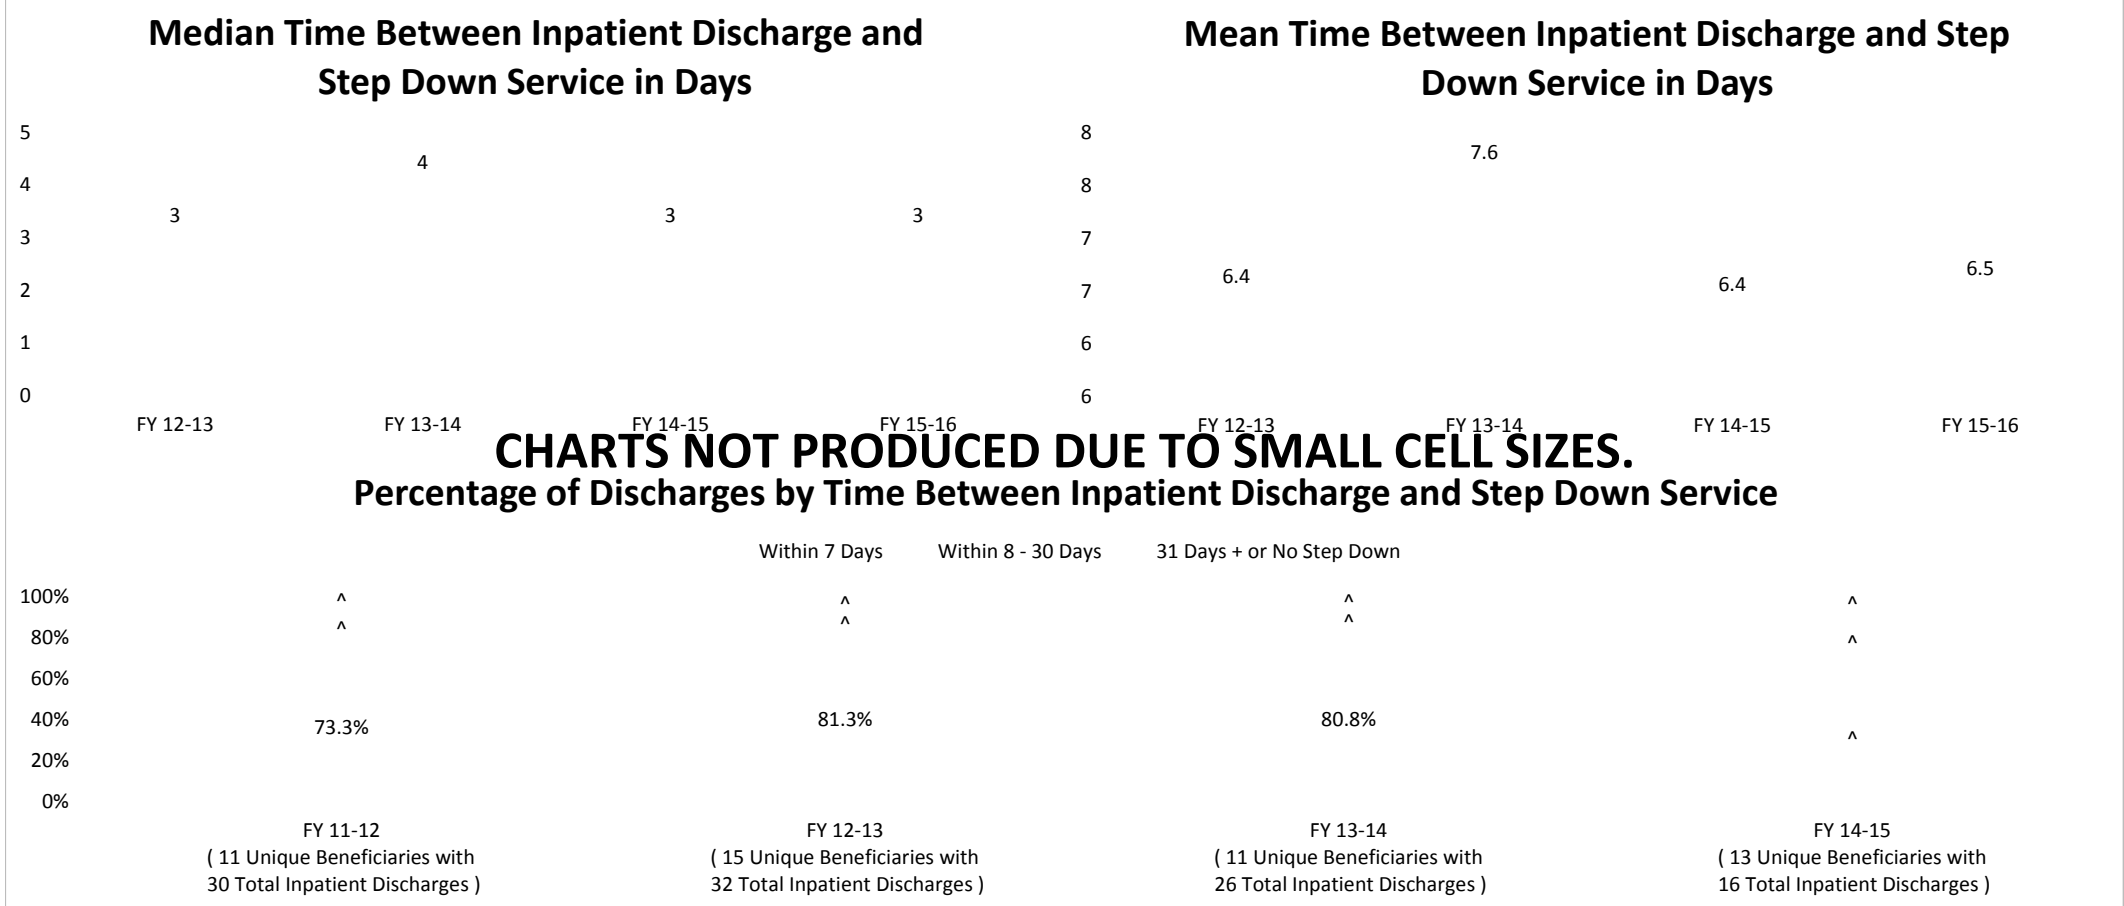 Median Time Between Inpatient Discharge and
Step Down Service in Days
5
4
3
2
1
0
3
4
3
3
FY 12-13
FY 13-14
FY 14-15
FY 15-16
Mean Time Between Inpatient Discharge and Step
Down Service in Days
8
8
7
7
6
6
6.4
7.6
6.4
6.5
FY 12-13
FY 13-14
FY 14-15
FY 15-16
CHARTS NOT PRODUCED DUE TO SMALL CELL SIZES.
Percentage of Discharges by Time Between Inpatient Discharge and Step Down Service
Within 7 Days Within 8 - 30 Days 31 Days + or No Step Down
100%
80%
60%
40%
20%
0%
^
^
73.3%
^
^
81.3%
^
^
80.8%
^
^
^
FY 11-12
( 11 Unique Beneficiaries with
30 Total Inpatient Discharges )
FY 12-13
( 15 Unique Beneficiaries with
32 Total Inpatient Discharges )
FY 13-14
( 11 Unique Beneficiaries with
26 Total Inpatient Discharges )
FY 14-15
( 13 Unique Beneficiaries with
16 Total Inpatient Discharges )